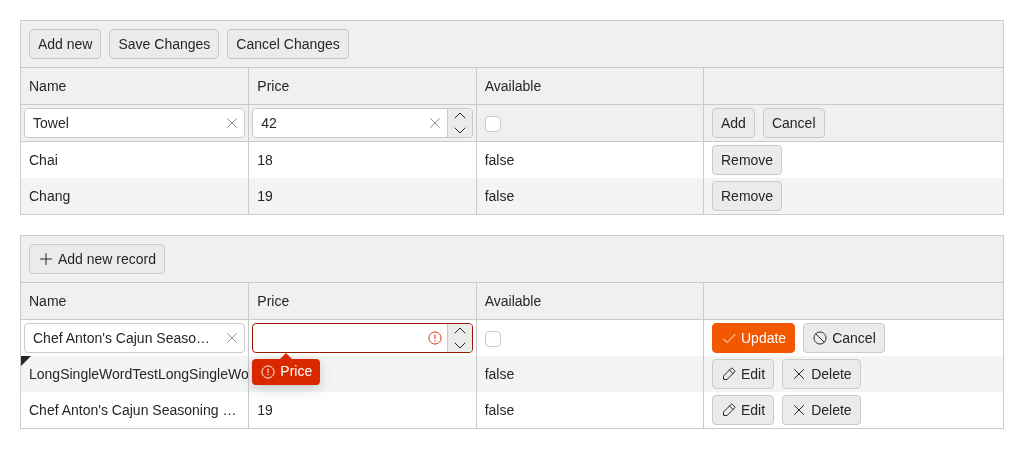 Add new Save Changes Cancel Changes
Name Price Available
Towel 42 Add Cancel
Chai 18 false Remove
Chang 19 false Remove
Add new record
Name Price Available
Chef Anton's Cajun Seaso... Update Cancel
LongSingleWordTestLongSingleWo Price false Edit Delete
Chef Anton's Cajun Seasoning ... 19 false Edit Delete